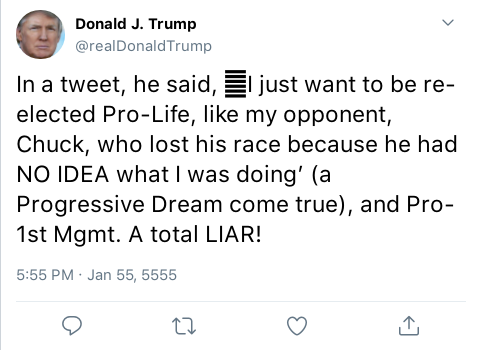 Donald J. Trump
@realDonaldTrump
In a tweet, he said, I just want to be re-
elected Pro-Life, like my opponent,
Chuck, who lost his race because he had
NO IDEA what I was doing’ (a
Progressive Dream come true), and Pro-
1st Mgmt. A total LIAR!
5:55 PM · Jan 55, 5555